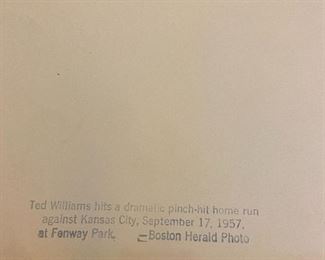 Ted Williams hits a dramatic pinch-hit home run
against Kansas City, September 17, 1957,
at Fenway Park. —Boston Herald Photo